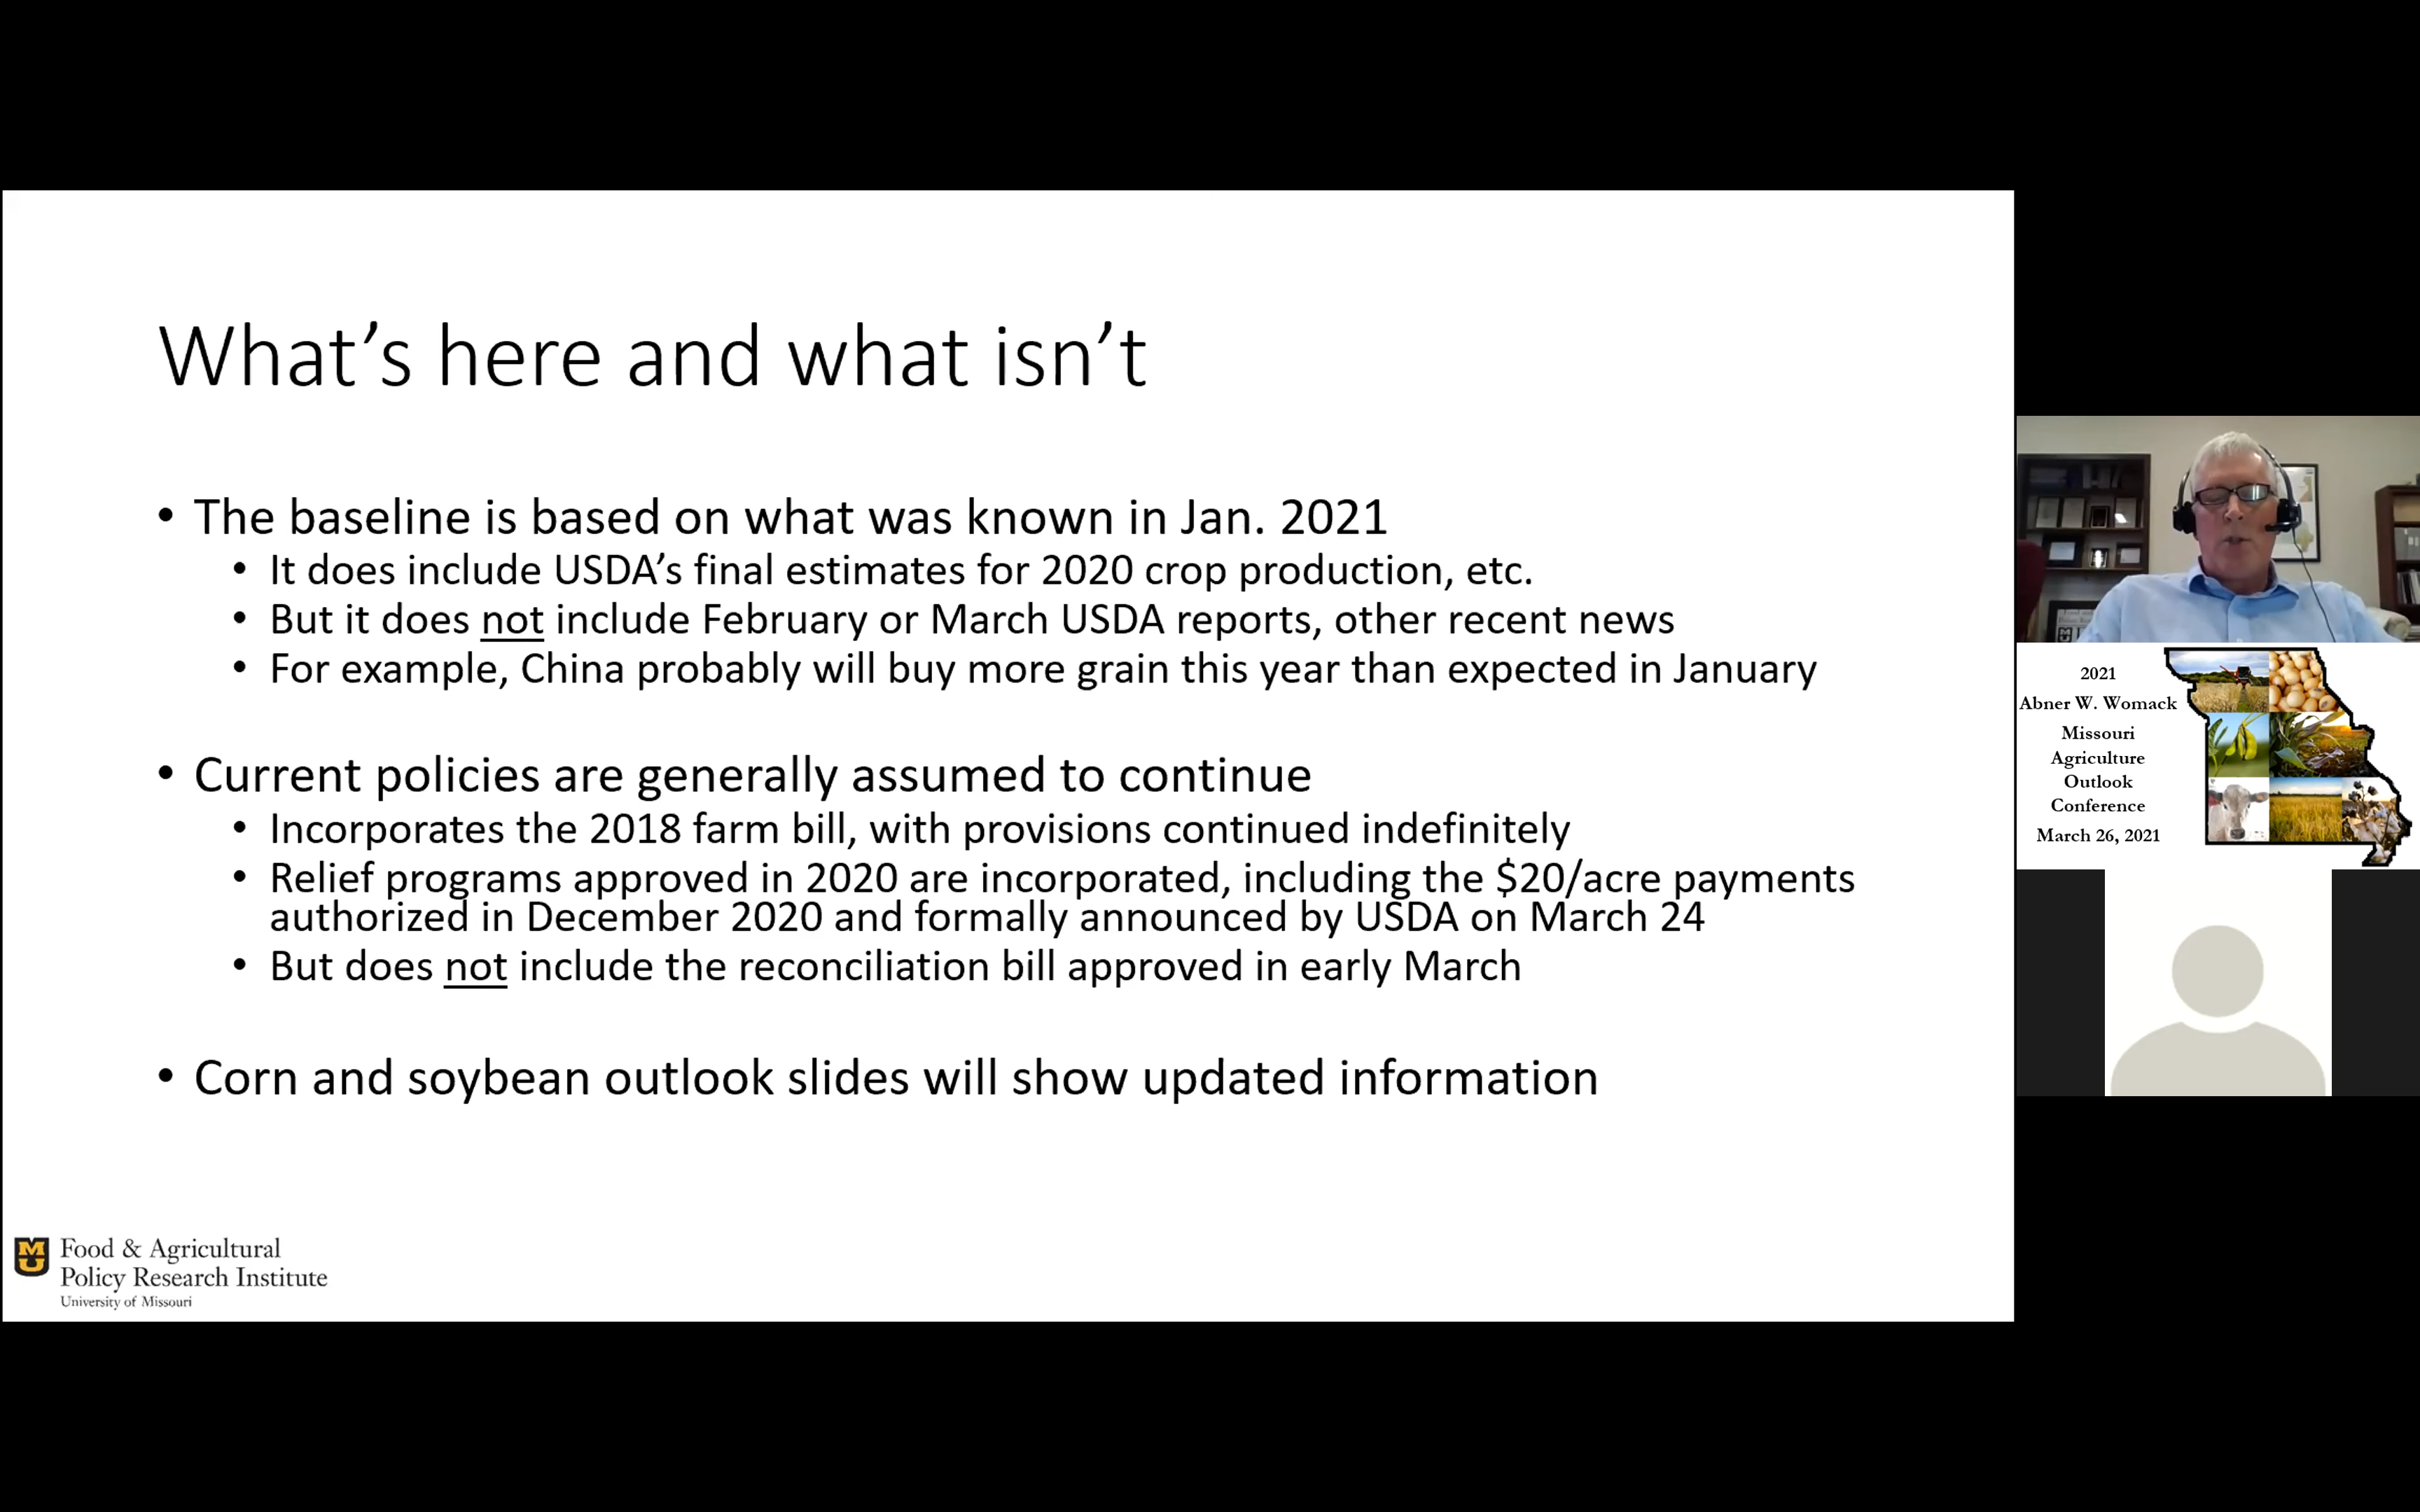 What's here and what isn't
• The baseline is based on what was known in Jan. 2021
• It does include USDA's final estimates for 2020 crop production, etc.
• But it does not include February or March USDA reports, other recent news
• For example, China probably will buy more grain this year than expected in January
• Current policies are generally assumed to continue
• Incorporates the 2018 farm bill, with provisions continued indefinitely
• Relief programs approved in 2020 are incorporated, including the $20/acre payments
authorized in December 2020 and formally announced by USDA on March 24
• But does not include the reconciliation bill approved in early March
• Corn and soybean outlook slides will show updated information
Food & Agricultural
Policy Research Institute
University of Missouri
2021
Abner W. Womack
Missouri
Agriculture
Outlook
Conference
March 26, 2021